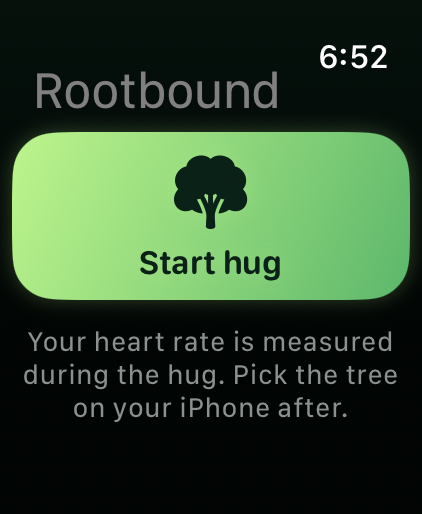 6:52
Rootbound
Start hug
Your heart rate is measured
during the hug. Pick the tree
on your iPhone after.